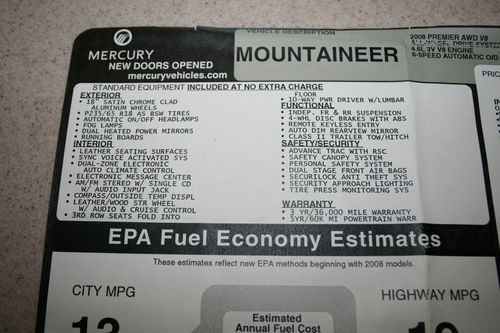 VEHICLE DESCRIPTION
MERCURY
NEW DOORS OPENED
mercuryvehicles.com
MOUNTAINEER
2008 PREMIER AWD V8
4.6L 3V V8 ENGINE
6-SPEED AUTOMATIC O/D
STANDARD EQUIPMENT INCLUDED AT NO EXTRA CHARGE
EXTERIOR
• 18" SATIN CHROME CLAD
ALUMINUM WHEELS
• P235/65 R18 AS BSW TIRES
• AUTOMATIC ON/OFF HEADLAMPS
• FOG LAMPS
• DUAL HEATED POWER MIRRORS
• RUNNING BOARDS
INTERIOR
• LEATHER SEATING SURFACES
• SYNC VOICE ACTIVATED SYS
• DUAL-ZONE ELECTRONIC
AUTO CLIMATE CONTROL
• ELECTRONIC MESSAGE CENTER
• AM/FM STEREO W/ SINGLE CD
W/ AUDIO INPUT JACK
• COMPASS/OUTSIDE TEMP DISPL
• LEATHER/WOOD STR WHEEL
W/ AUDIO & CRUISE CONTROL
• 3RD ROW SEATS FOLD INTO
FLOOR
• 10-WAY PWR DRIVER W/LUMBAR
FUNCTIONAL
• INDEP. FR & RR SUSPENSION
• 4-WHL DISC BRAKES WITH ABS
• REMOTE KEYLESS ENTRY
• AUTO DIM REARVIEW MIRROR
• CLASS II TRAILER TOW/HITCH
SAFETY/SECURITY
• ADVANCE TRAC WITH RSC
• SAFETY CANOPY SYSTEM
• PERSONAL SAFETY SYSTEM
• DUAL STAGE FRONT AIR BAGS
• SECURILOCK ANTI THEFT SYS
• SECURITY APPROACH LIGHTING
• TIRE PRESS MONITORING SYS
WARRANTY
• 3 YR/36,000 MILE WARRANTY
• 5YR/60K MI POWERTRAIN WARR
EPA Fuel Economy Estimates
These estimates reflect new EPA methods beginning with 2008 models.
CITY MPG
HIGHWAY MPG
Estimated
Annual Fuel Cost